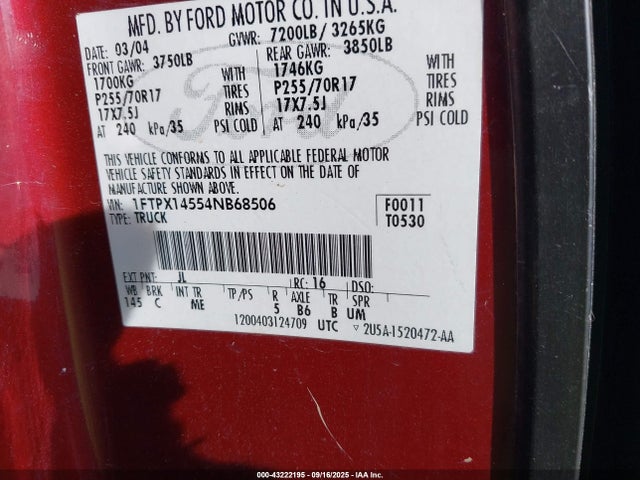 MFD. BY FORD MOTOR CO. IN U.S.A.
DATE: 03/04 GVWR: 7200LB/ 3265KG
FRONT GAWR: 3750LB REAR GAWR: 3850LB
1700KG WITH 1746KG WITH
P255/70R17 TIRES P255/70R17 TIRES
17X7.5J RIMS 17X7.5J RIMS
AT 240 kPa/35 PSI COLD AT 240 kPa/35 PSI COLD
Ford
THIS VEHICLE CONFORMS TO ALL APPLICABLE FEDERAL MOTOR
VEHICLE SAFETY STANDARDS IN EFFECT ON THE DATE OF
MANUFACTURE SHOWN ABOVE.
VIN: 1FTPX14554NB68506 F0011
TYPE: TRUCK T0530
EXT PNT: JL RC: 16 DSO:
WB BRK INT TR TP/PS R AXLE TR SPR
145 C ME 5 B6 B UM
1200403124709 UTC ▽ 2U5A-1520472-AA
000-43222195 - 09/16/2025 - IAA Inc.